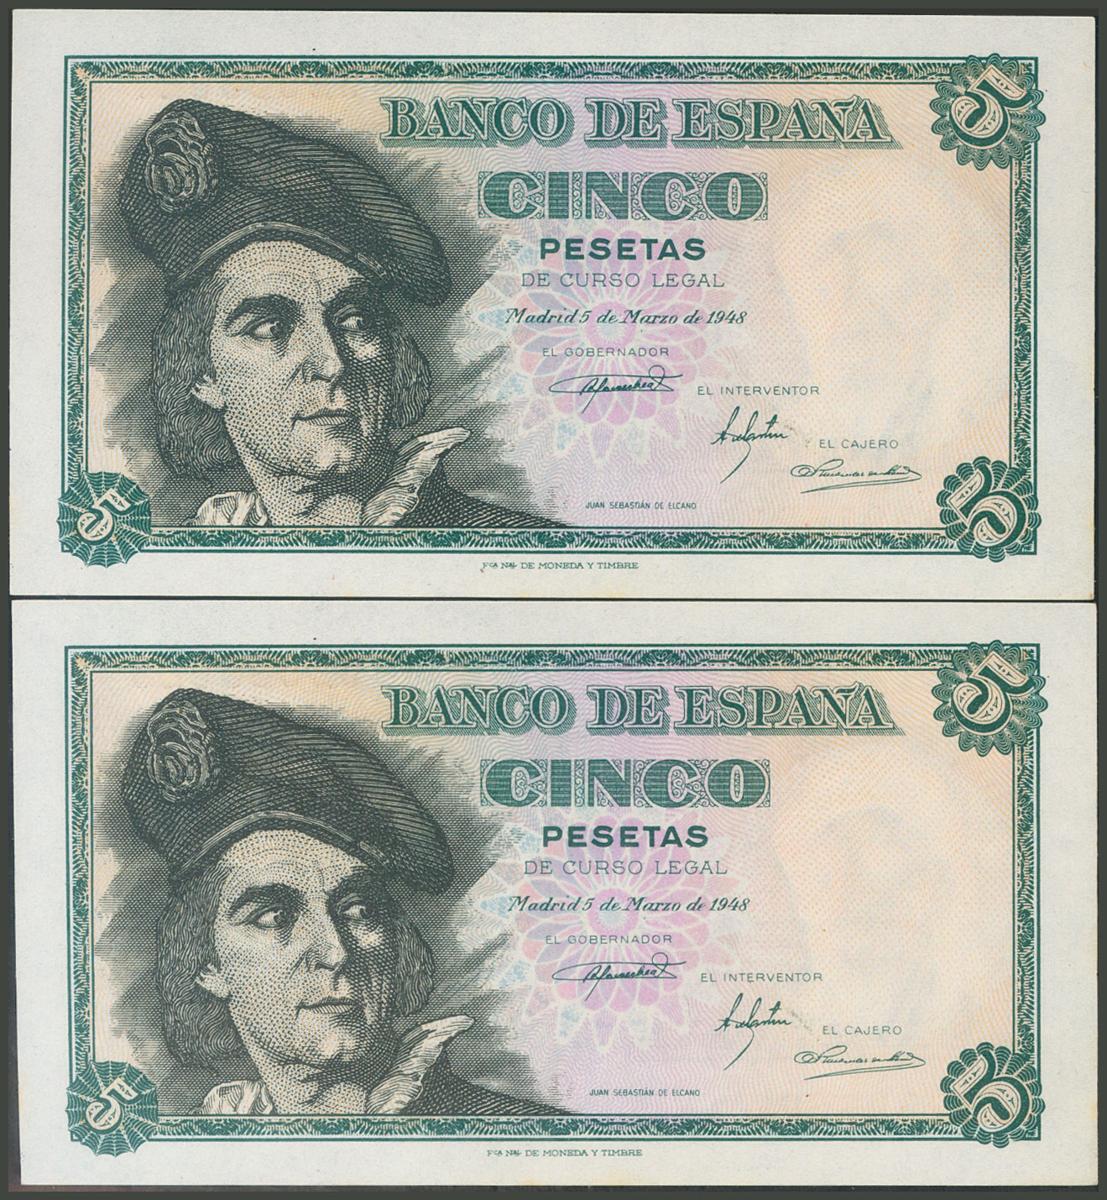 5
BANCO DE ESPAÑA
CINCO
PESETAS
DE CURSO LEGAL
Madrid 5 de Marzo de 1948
EL GOBERNADOR
EL INTERVENTOR
EL CAJERO
JUAN SEBASTIÁN DE ELCANO
5
5
Fca Nal DE MONEDA Y TIMBRE
5
BANCO DE ESPAÑA
CINCO
PESETAS
DE CURSO LEGAL
Madrid 5 de Marzo de 1948
EL GOBERNADOR
EL INTERVENTOR
EL CAJERO
JUAN SEBASTIÁN DE ELCANO
5
5
Fca Nal DE MONEDA Y TIMBRE